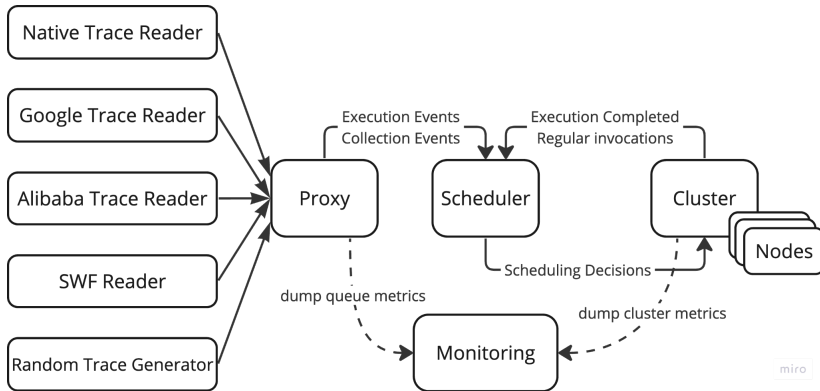 Native Trace Reader
Google Trace Reader
Alibaba Trace Reader
SWF Reader
Random Trace Generator
Execution Events
Collection Events
Execution Completed
Regular invocations
Proxy
Scheduler
Cluster
Nodes
Scheduling Decisions
dump queue metrics
dump cluster metrics
Monitoring
miro